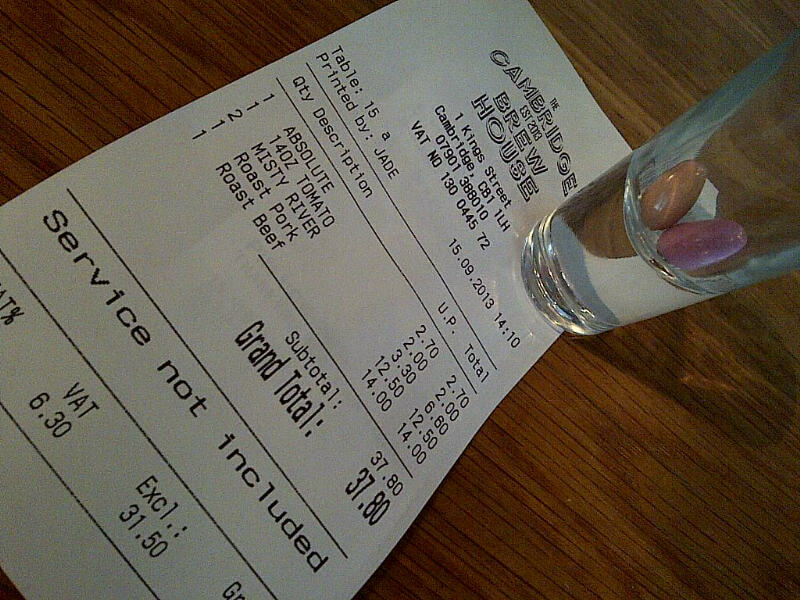 THE
CAMBRIDGE
EST 2012
BREW
HOUSE
1 Kings Street
Cambridge, CB1 1LH
07901 388010
VAT NO 130 0445 72
Table: 15 a
Printed by: JADE
15.09.2013 14:10
Qty Description U.P. Total
1 ABSOLUTE 2.70 2.70
1 14OZ TOMATO 2.00 2.00
2 MISTY RIVER 3.30 6.60
1 Roast Pork 12.50 12.50
1 Roast Beef 14.00 14.00
Subtotal: 37.80
Grand Total: 37.80
Service not included
VAT Excl.:
6.30 31.50